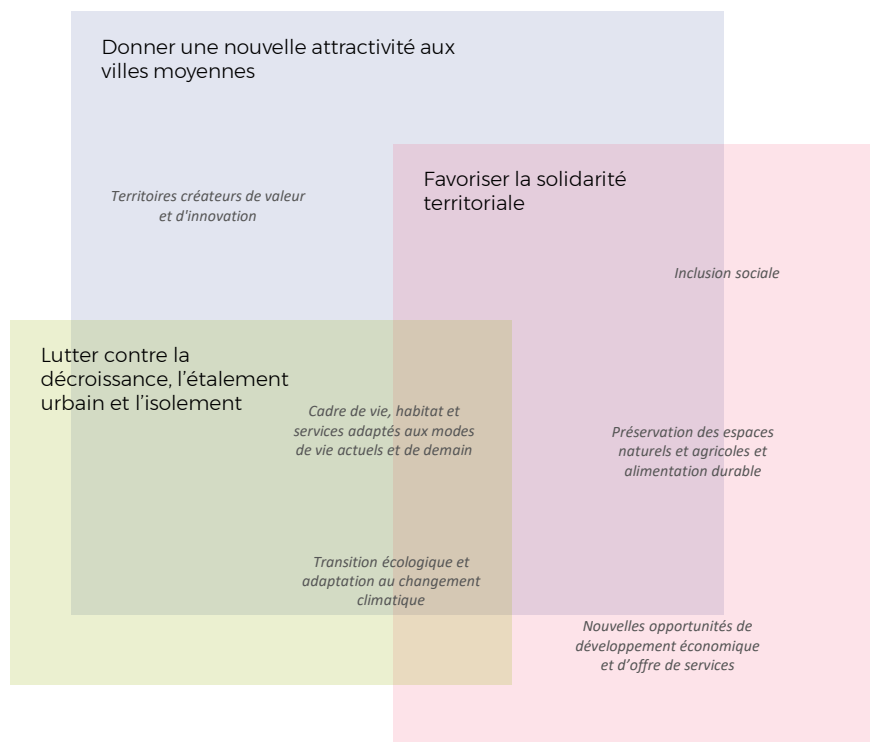 Donner une nouvelle attractivité aux
villes moyennes
Territoires créateurs de valeur
et d'innovation
Favoriser la solidarité
territoriale
Inclusion sociale
Lutter contre la
décroissance, l’étalement
urbain et l’isolement
Cadre de vie, habitat et
services adaptés aux modes
de vie actuels et de demain
Préservation des espaces
naturels et agricoles et
alimentation durable
Transition écologique et
adaptation au changement
climatique
Nouvelles opportunités de
développement économique
et d’offre de services